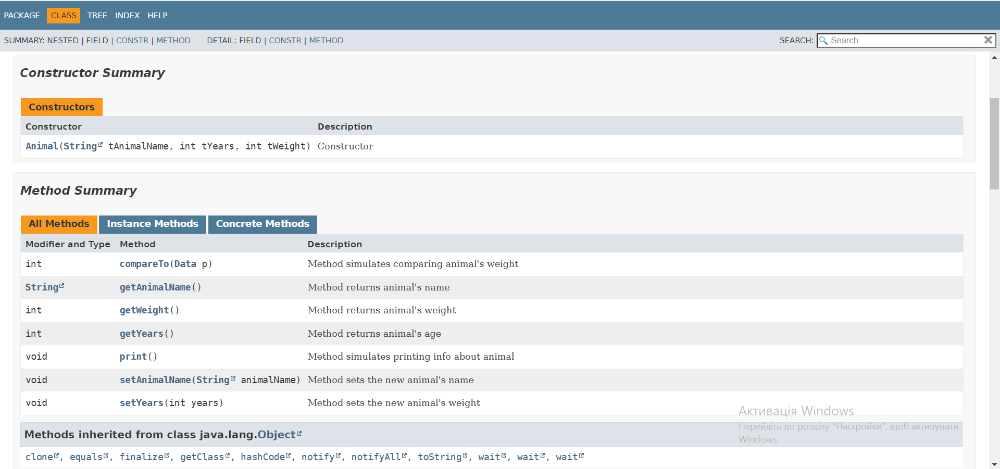 PACKAGE CLASS TREE INDEX HELP
SUMMARY: NESTED | FIELD | CONSTR | METHOD DETAIL: FIELD | CONSTR | METHOD SEARCH: Search
Constructor Summary
Constructors
Constructor Description
Animal(String tAnimalName, int tYears, int tWeight) Constructor
Method Summary
All Methods Instance Methods Concrete Methods
Modifier and Type Method Description
int compareTo(Data p) Method simulates comparing animal's weight
String getAnimalName() Method returns animal's name
int getWeight() Method returns animal's weight
int getYears() Method returns animal's age
void print() Method simulates printing info about animal
void setAnimalName(String animalName) Method sets the new animal's name
void setYears(int years) Method sets the new animal's weight
Активація Windows
Перейдіть до розділу "Настройки", щоб активувати
Windows.
Methods inherited from class java.lang.Object
clone, equals, finalize, getClass, hashCode, notify, notifyAll, toString, wait, wait, wait